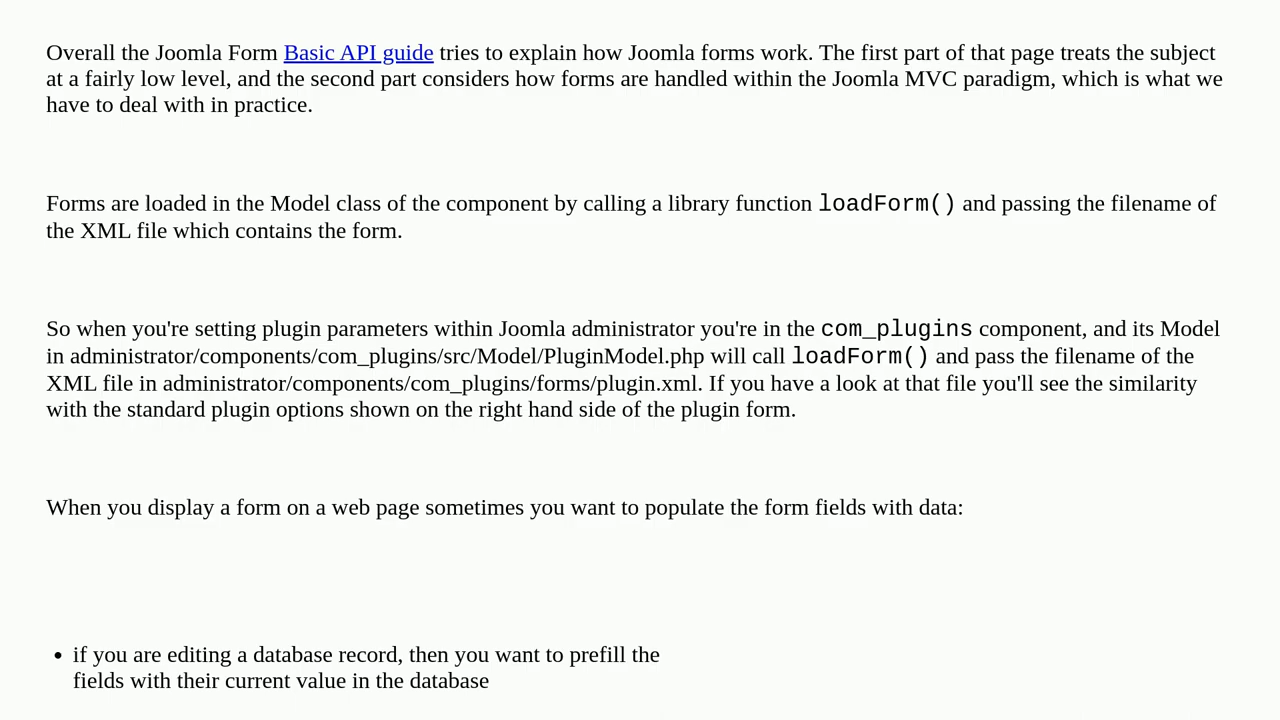 Overall the Joomla Form Basic API guide tries to explain how Joomla forms work. The first part of that page treats the subject
at a fairly low level, and the second part considers how forms are handled within the Joomla MVC paradigm, which is what we
have to deal with in practice.
Forms are loaded in the Model class of the component by calling a library function loadForm() and passing the filename of
the XML file which contains the form.
So when you're setting plugin parameters within Joomla administrator you're in the com_plugins component, and its Model
in administrator/components/com_plugins/src/Model/PluginModel.php will call loadForm() and pass the filename of the
XML file in administrator/components/com_plugins/forms/plugin.xml. If you have a look at that file you'll see the similarity
with the standard plugin options shown on the right hand side of the plugin form.
When you display a form on a web page sometimes you want to populate the form fields with data:
• if you are editing a database record, then you want to prefill the
fields with their current value in the database